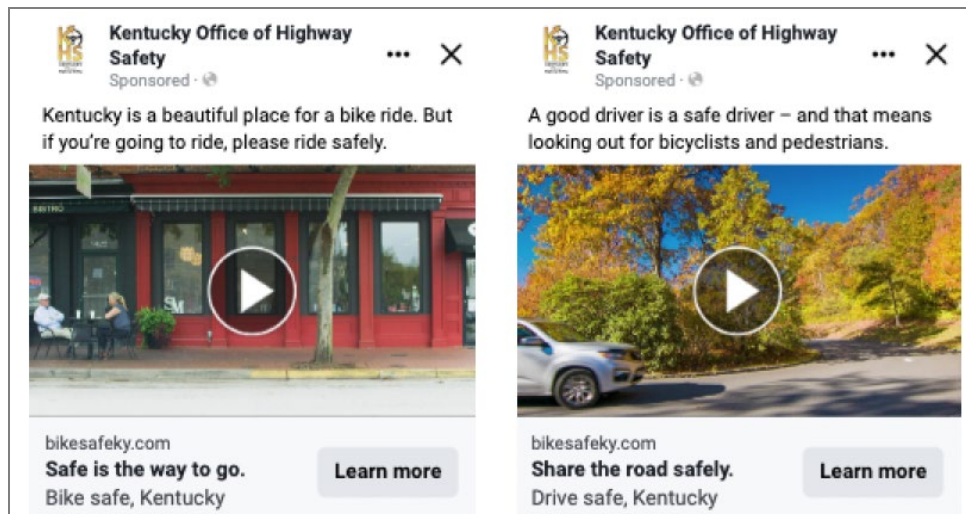 Kentucky Office of Highway
Safety
Sponsored ·
Kentucky is a beautiful place for a bike ride. But
if you're going to ride, please ride safely.
BISTRO
bikesafeky.com
Safe is the way to go.
Bike safe, Kentucky
Learn more
Kentucky Office of Highway
Safety
Sponsored ·
A good driver is a safe driver – and that means
looking out for bicyclists and pedestrians.
bikesafeky.com
Share the road safely.
Drive safe, Kentucky
Learn more